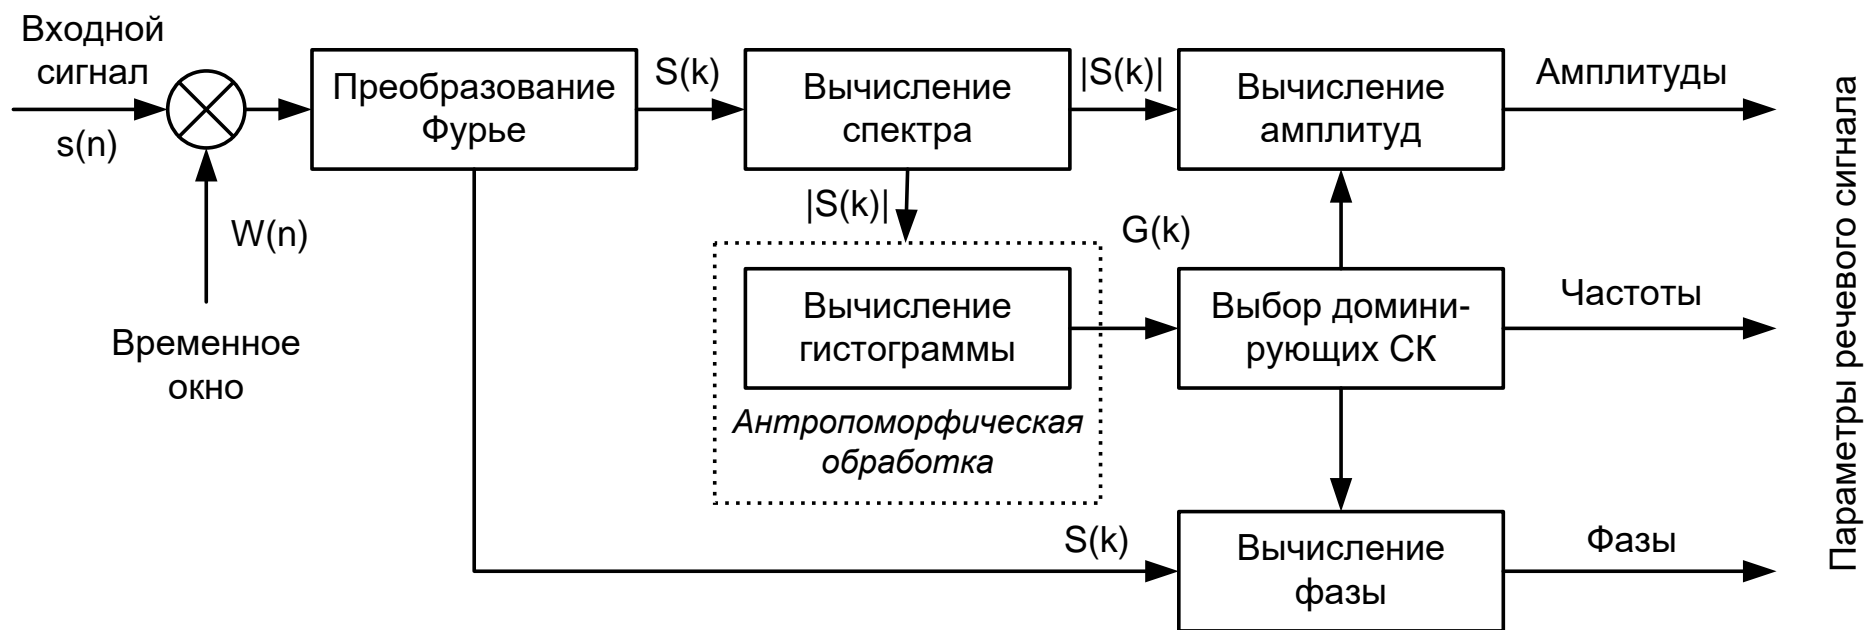 Входной
сигнал
s(n)
W(n)
Временное
окно
Преобразование
Фурье
S(k)
Вычисление
спектра
|S(k)|
Вычисление
амплитуд
Амплитуды
|S(k)|
Вычисление
гистограммы
Антропоморфическая
обработка
G(k)
Выбор домини-
рующих СК
Частоты
S(k)
Вычисление
фазы
Фазы
Параметры речевого сигнала